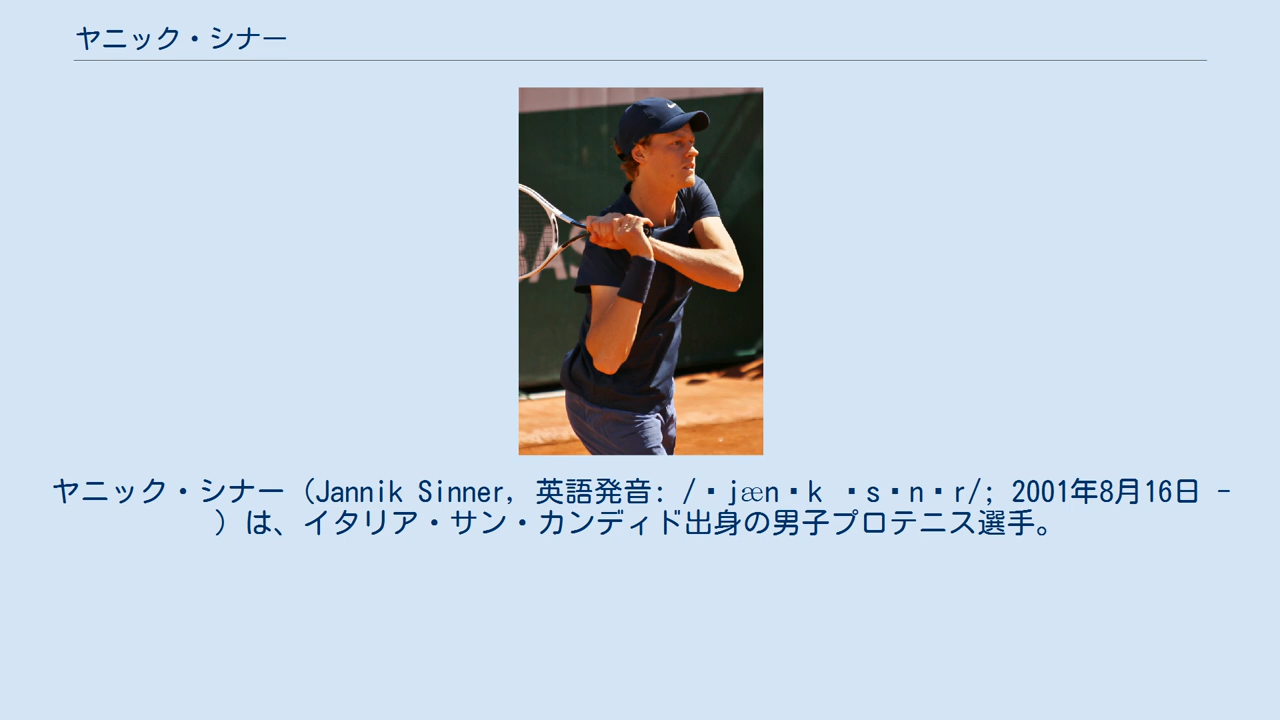 ヤニック・シナー
ヤニック・シナー（Jannik Sinner, 英語発音: /▪jæn▪k ▪s▪n▪r/; 2001年8月16日 -
）は、イタリア・サン・カンディド出身の男子プロテニス選手。